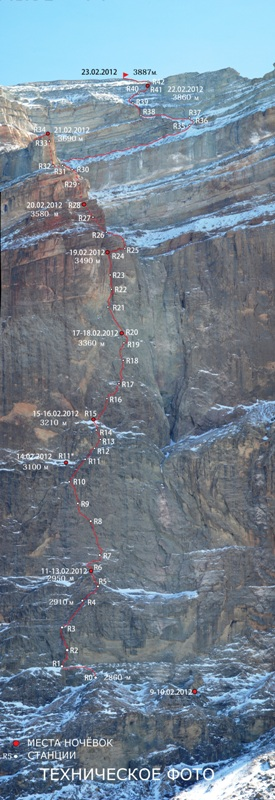 23.02.2012 3887м.
R42
R40 R41 22.02.2012
3860 м
R39
R38 R37
R36
R35
R34 21.02.2012
R33 3690 м
R32
R31 R30
R29
20.02.2012 R28
3580 м
R27
R26
R25
19.02.2012 R24
3490 м
R23
R22
R21
17-18.02.2012 R20
3360 м R19
R18
R17
R16
15-16.02.2012 R15
3210 м
R14
R13
R12
14.02.2012 R11*
3100 м R11
R10
R9
R8
R7
11-13.02.2012 R6
2950 м
R5
2910 м R4
R3
R2
R1
R0 2860 м
9-10.02.2012
МЕСТА НОЧЁВОК
R5 СТАНЦИИ
ТЕХНИЧЕСКОЕ ФОТО